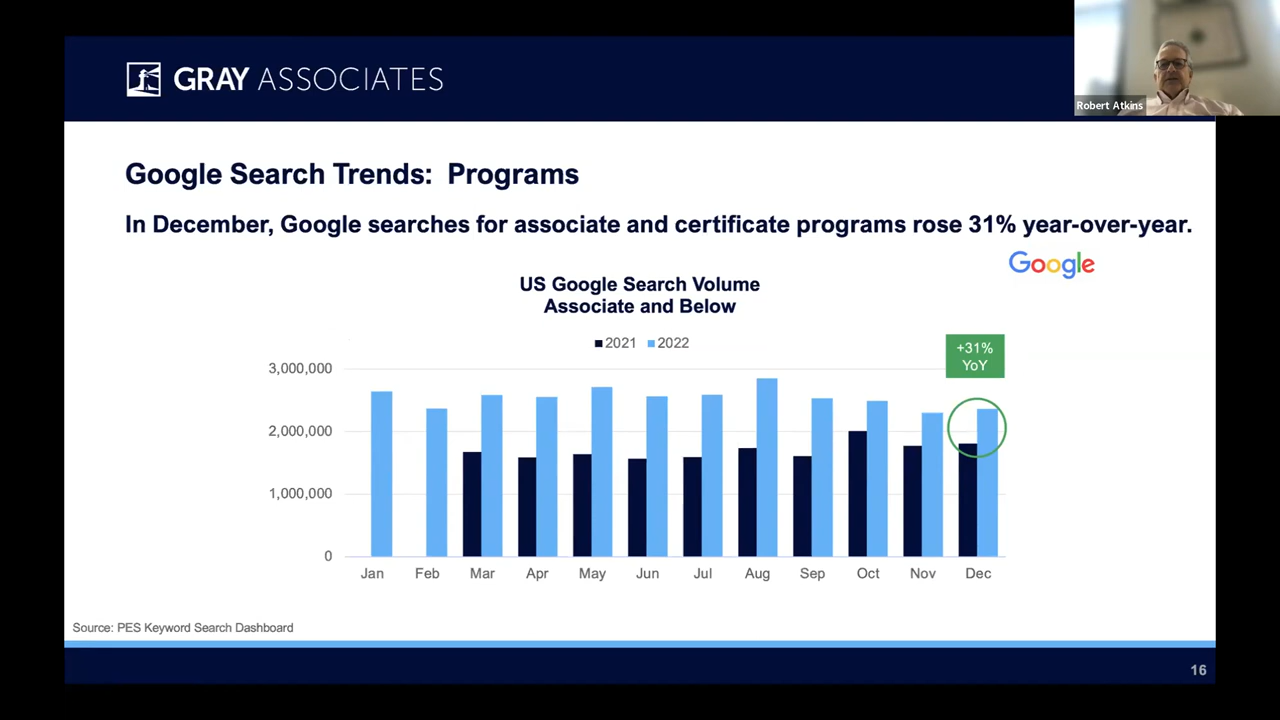 GRAY ASSOCIATES
Robert Atkins
Google Search Trends: Programs
In December, Google searches for associate and certificate programs rose 31% year-over-year.
Google
US Google Search Volume
Associate and Below
2021 2022
+31%
YoY
3,000,000
2,000,000
1,000,000
0
Jan Feb Mar Apr May Jun Jul Aug Sep Oct Nov Dec
Source: PES Keyword Search Dashboard
16